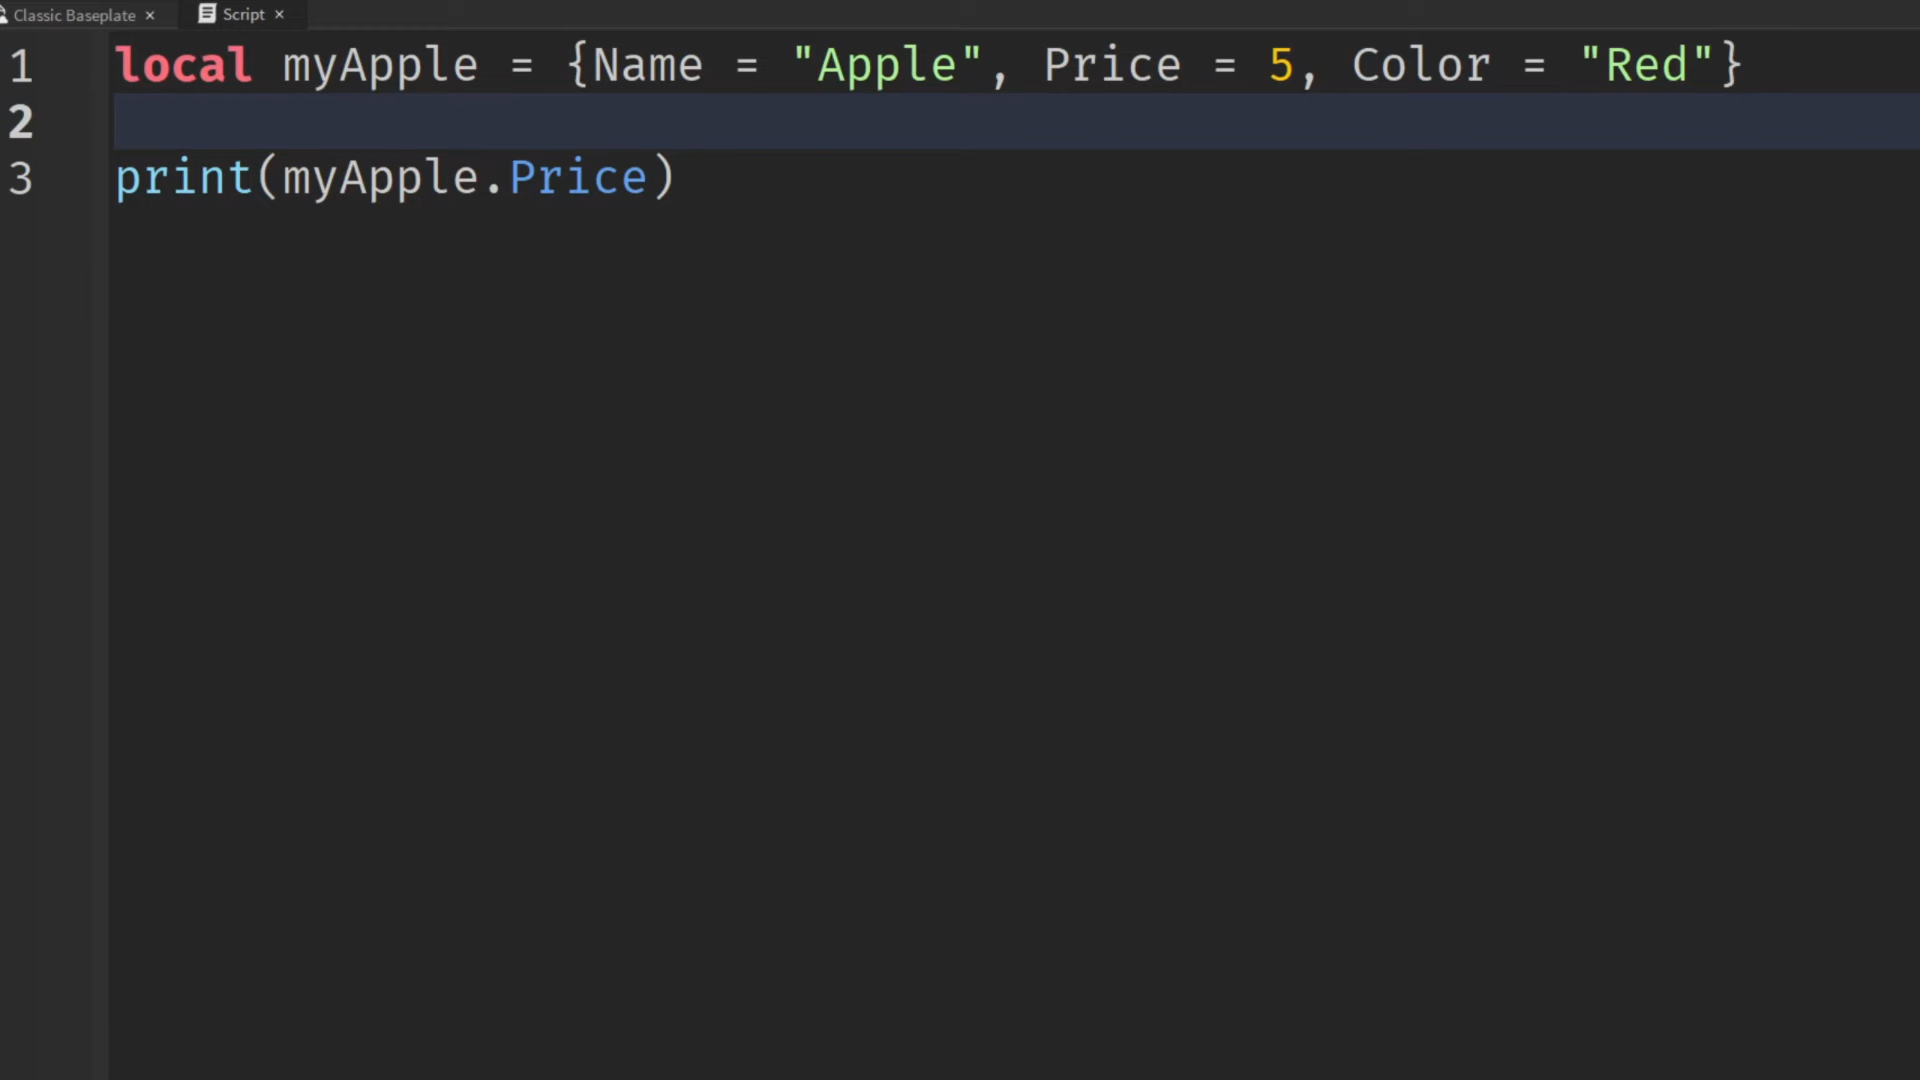 Classic Baseplate × Script ×
1 local myApple = {Name = "Apple", Price = 5, Color = "Red"}
2
3 print(myApple.Price)